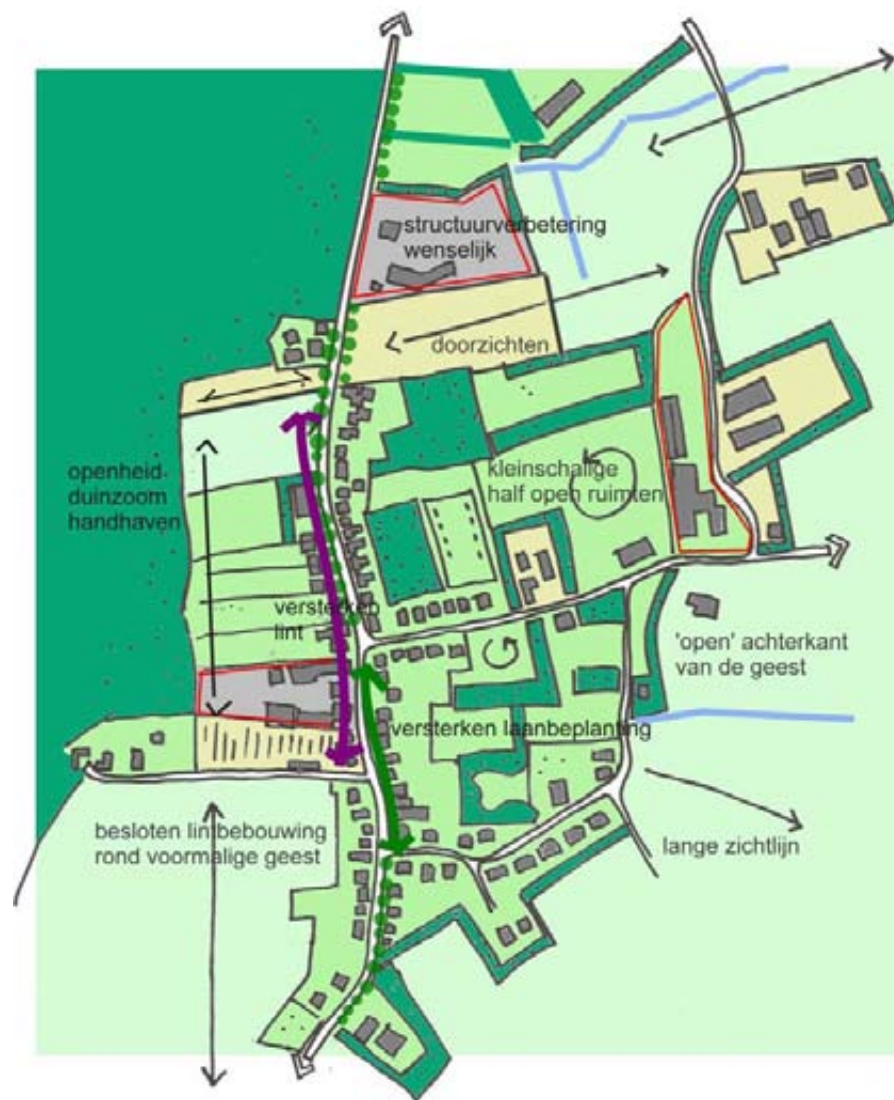 structuurverbetering
wenselijk
doorzichten
openheid
duinzoom
handhaven
kleinschalige
half open ruimten
versterken
lint
'open' achterkant
van de geest
versterken laanbeplanting
besloten lintbebouwing
rond voormalige geest
lange zichtlijn